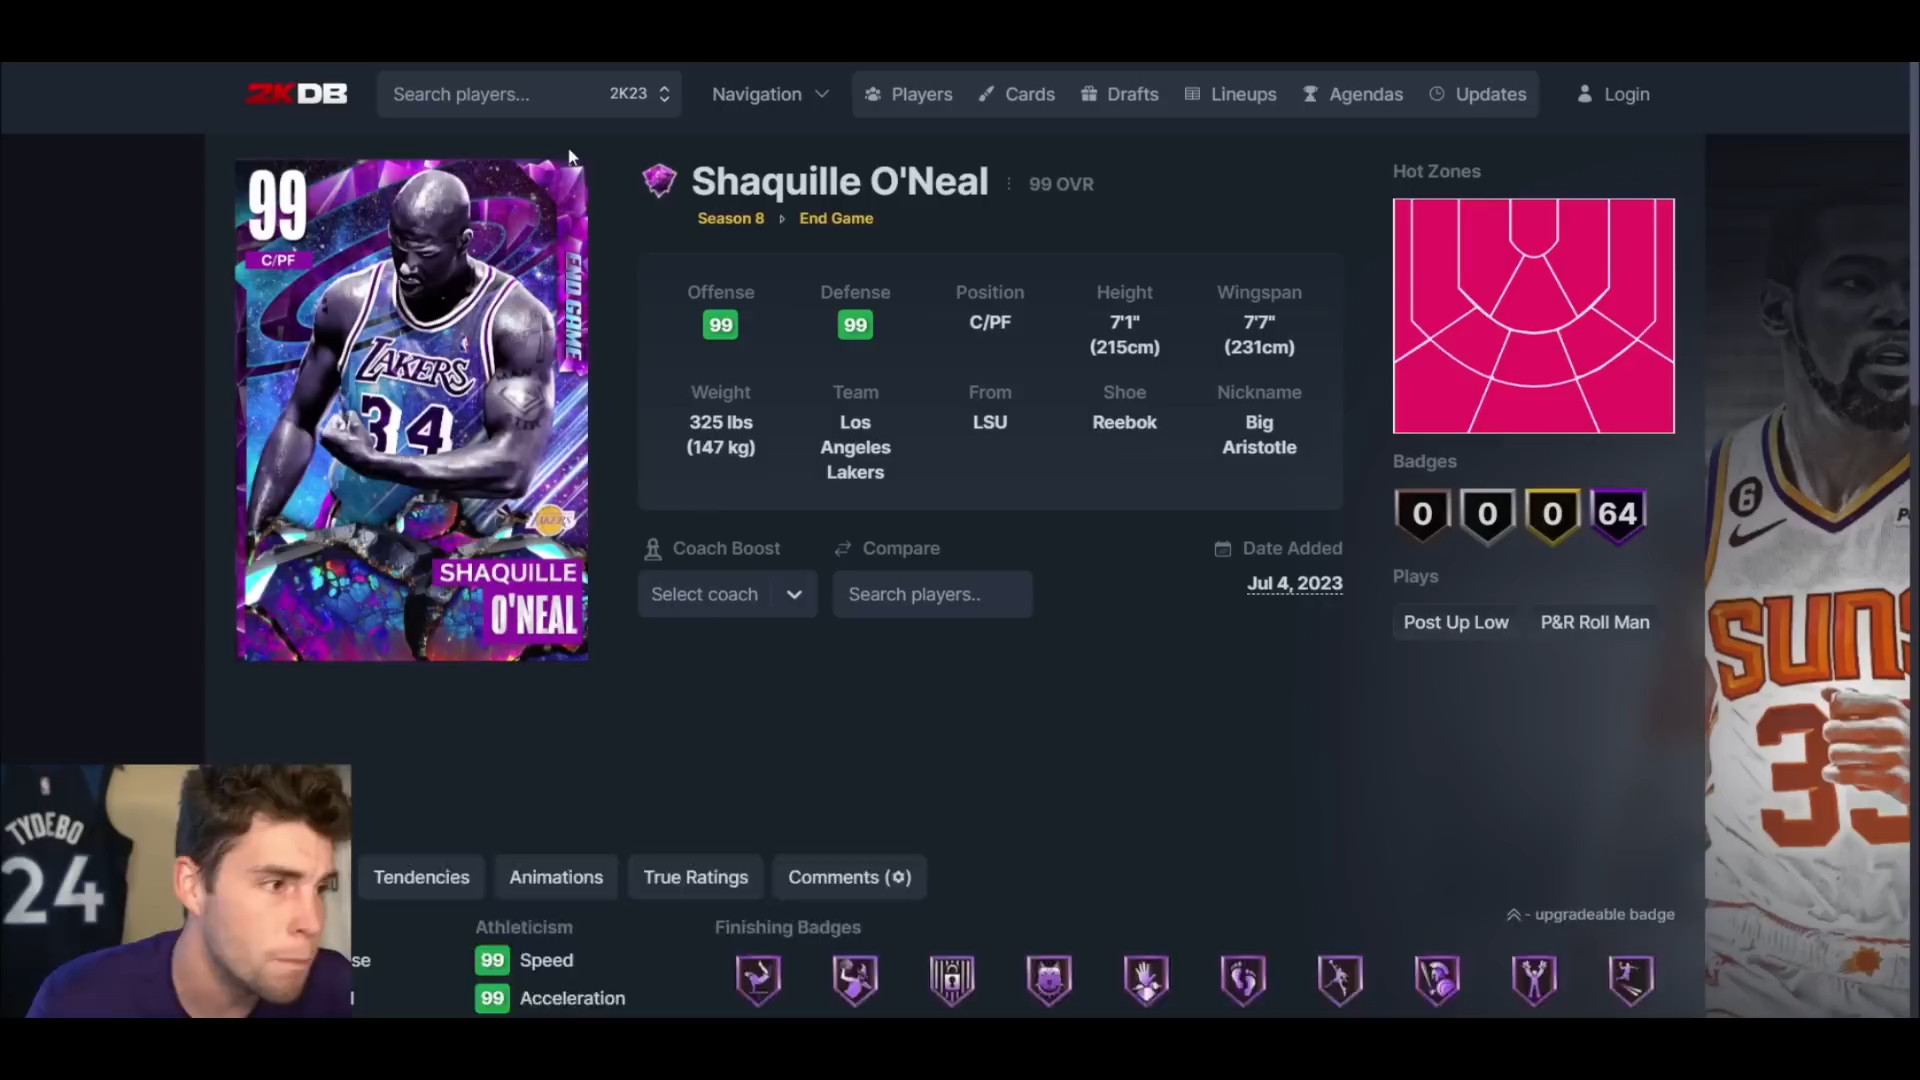 2KDB
Search players...
2K23
Navigation
Players
Cards
Drafts
Lineups
Agendas
Updates
Login
99
C/PF
END GAME
LAKERS
34
LAKERS
SHAQUILLE
O'NEAL
Shaquille O'Neal
99 OVR
Season 8
End Game
Offense
99
Defense
99
Position
C/PF
Height
7'1"
(215cm)
Wingspan
7'7"
(231cm)
Weight
325 lbs
(147 kg)
Team
Los
Angeles
Lakers
From
LSU
Shoe
Reebok
Nickname
Big
Aristotle
Coach Boost
Select coach
Compare
Search players..
Date Added
Jul 4, 2023
Hot Zones
Badges
0
0
0
64
Plays
Post Up Low
P&R Roll Man
6
SUNS
35
TYDEBO
24
Tendencies
Animations
True Ratings
Comments
- upgradeable badge
se
Athleticism
99 Speed
99 Acceleration
Finishing Badges